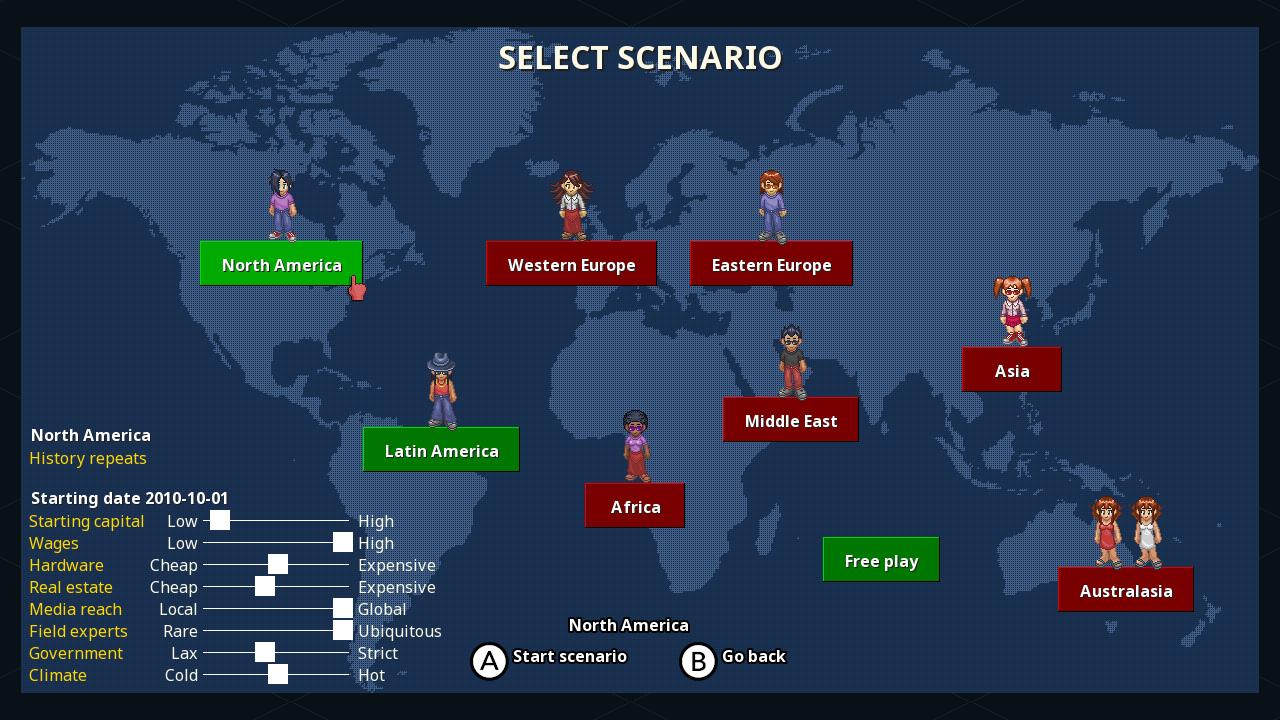 SELECT SCENARIO
North America
Western Europe
Eastern Europe
Asia
Middle East
Latin America
Africa
Free play
Australasia
North America
History repeats
Starting date 2010-10-01
Starting capital Low High
Wages Low High
Hardware Cheap Expensive
Real estate Cheap Expensive
Media reach Local Global
Field experts Rare Ubiquitous
Government Lax Strict
Climate Cold Hot
North America
A Start scenario B Go back